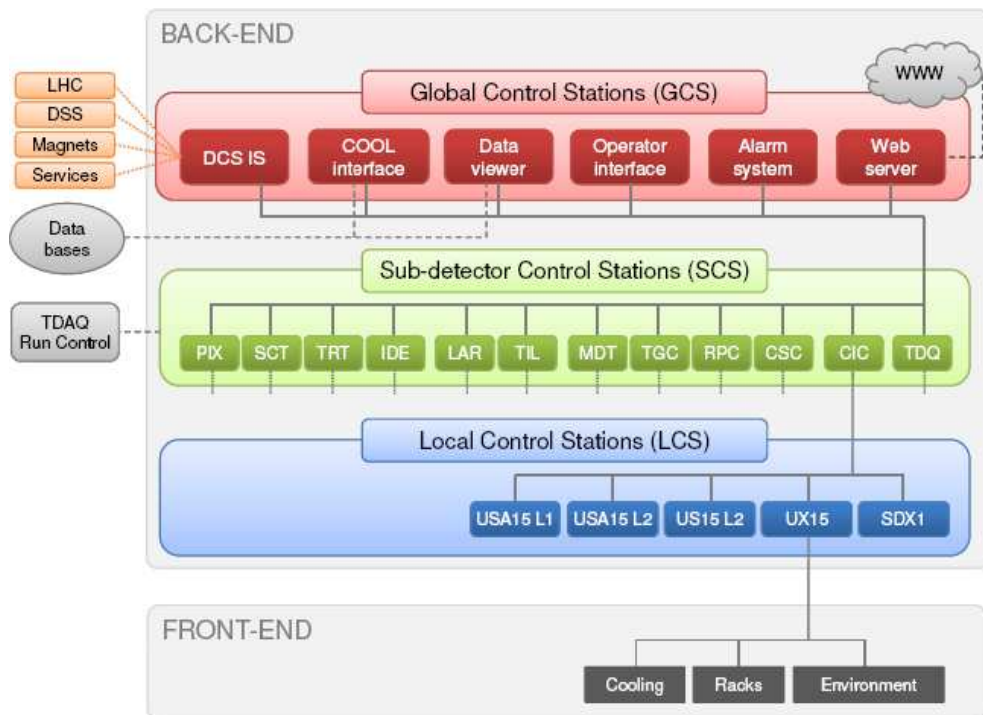 BACK-END
WWW
LHC
DSS
Magnets
Services
Global Control Stations (GCS)
DCS IS
COOL
interface
Data
viewer
Operator
interface
Alarm
system
Web
server
Data
bases
Sub-detector Control Stations (SCS)
TDAQ
Run Control
PIX
SCT
TRT
IDE
LAR
TIL
MDT
TGC
RPC
CSC
CIC
TDQ
Local Control Stations (LCS)
USA15 L1
USA15 L2
US15 L2
UX15
SDX1
FRONT-END
Cooling
Racks
Environment